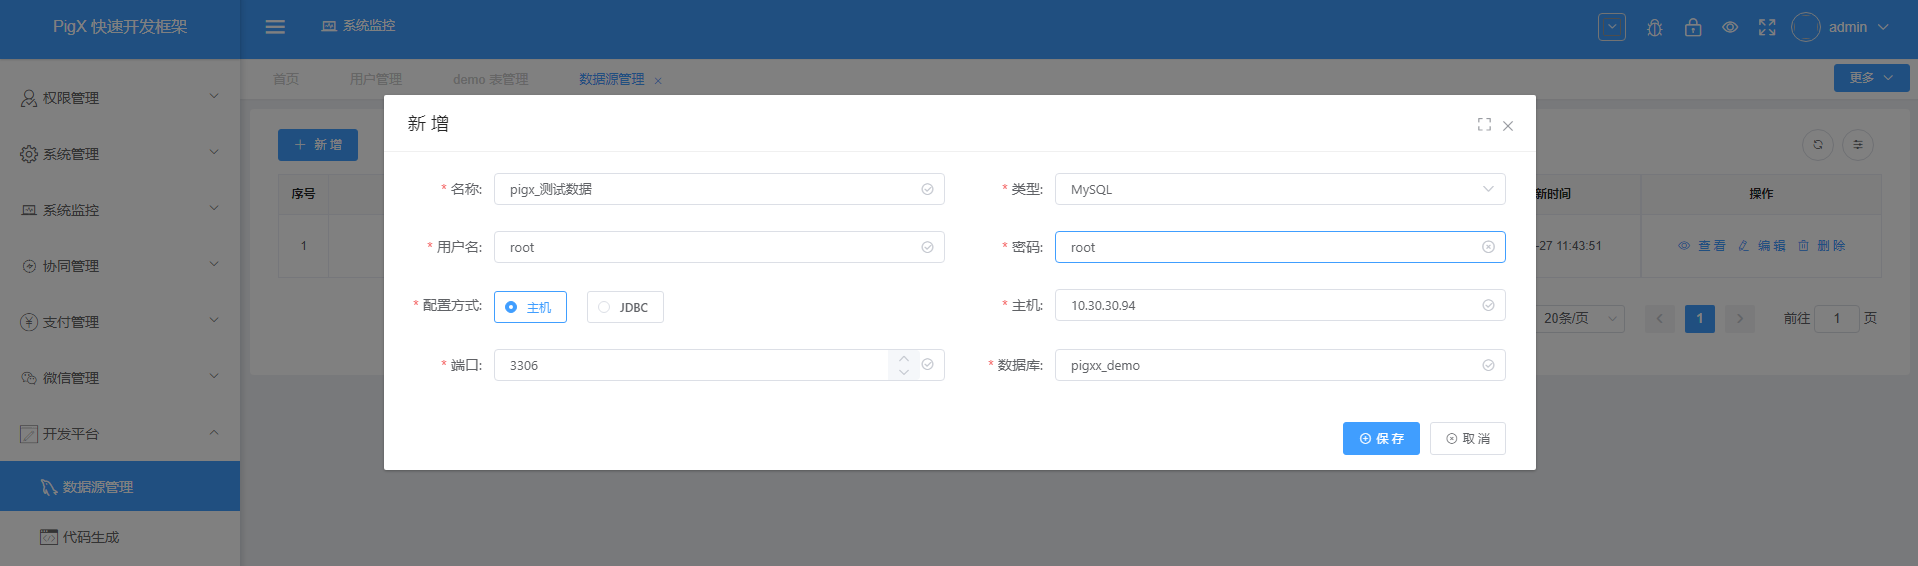 PigX 快速开发框架
系统监控
admin
首页
用户管理
demo 表管理
数据源管理
更多
权限管理
系统管理
系统监控
协同管理
支付管理
微信管理
开发平台
数据源管理
代码生成
新 增
序号
1
新时间
操作
-27 11:43:51
查 看
编 辑
删 除
20条/页
1
前往 1 页
新 增
* 名称: pigx_测试数据
* 类型: MySQL
* 用户名: root
* 密码: root
* 配置方式: 主机 JDBC
* 主机: 10.30.30.94
* 端口: 3306
* 数据库: pigxx_demo
保 存
取 消